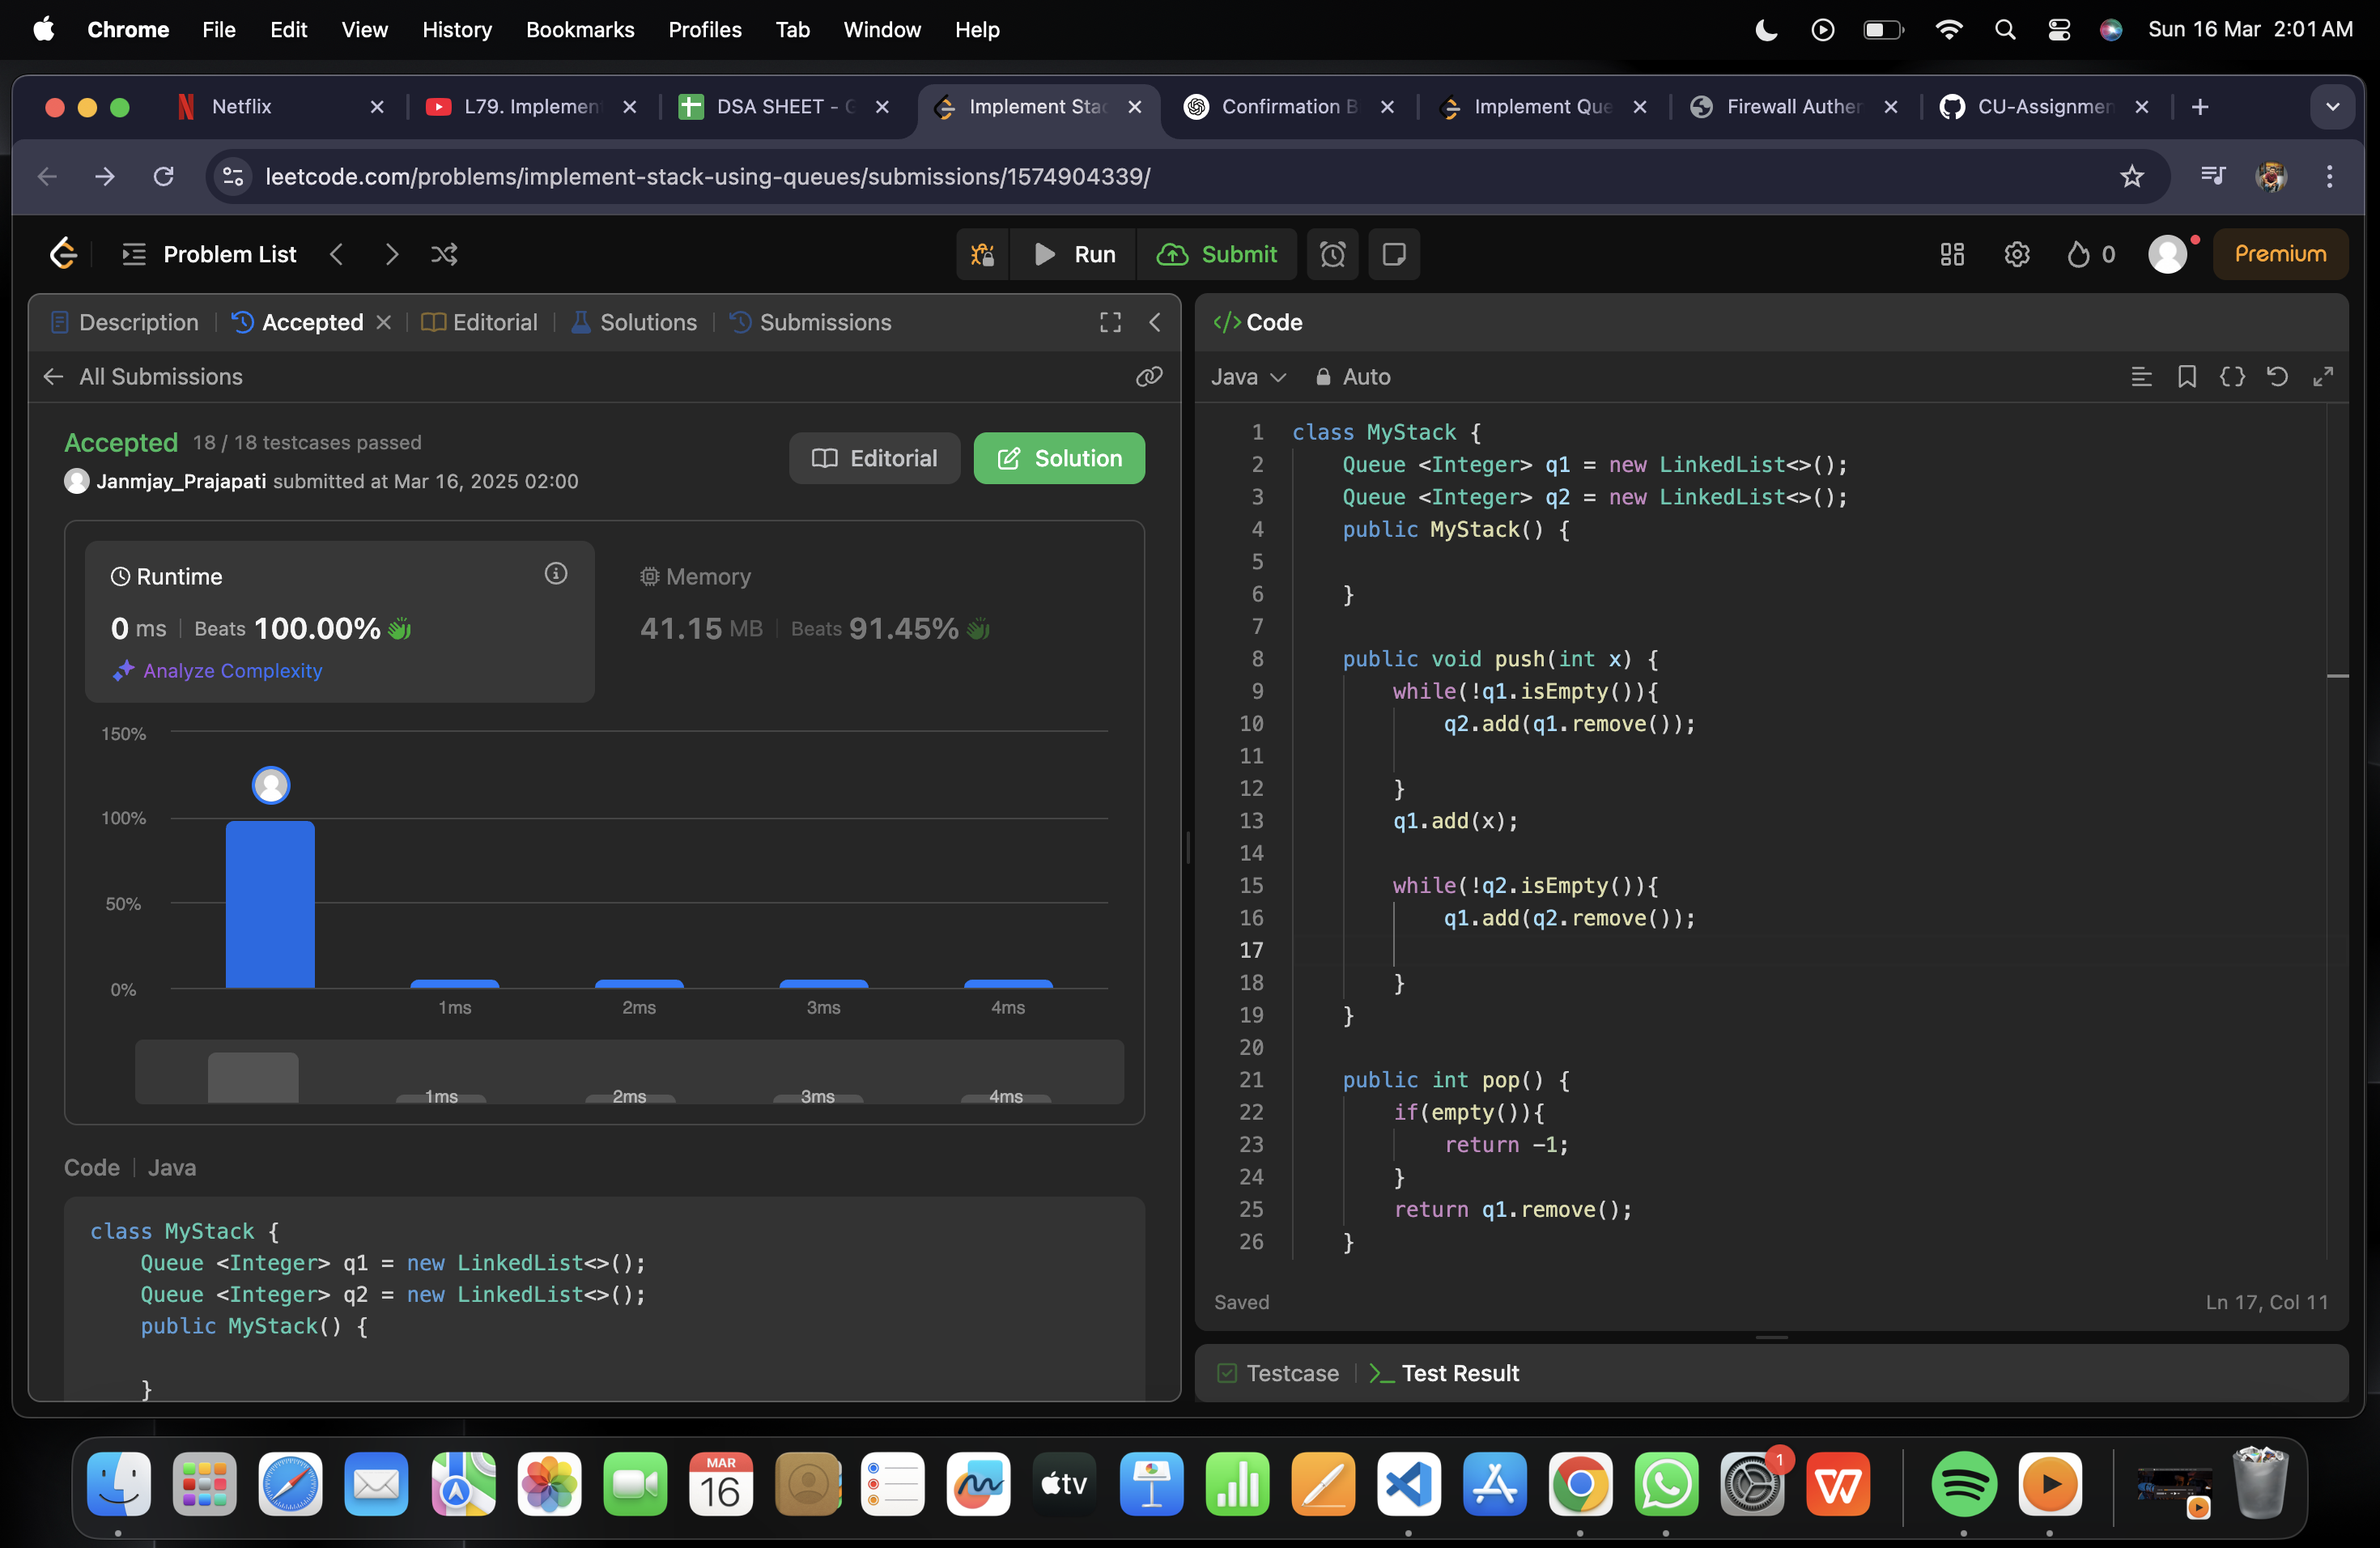 Chrome File Edit View History Bookmarks Profiles Tab Window Help Sun 16 Mar 2:01 AM
Netflix L79. Implemen DSA SHEET - Implement Stac Confirmation B Implement Que Firewall Auther CU-Assignmen
leetcode.com/problems/implement-stack-using-queues/submissions/1574904339/
Problem List Run Submit 0 Premium
Description Accepted Editorial Solutions Submissions
All Submissions
Accepted 18 / 18 testcases passed
Janmjay_Prajapati submitted at Mar 16, 2025 02:00
Editorial Solution
Runtime
0 ms Beats 100.00%
Analyze Complexity
Memory
41.15 MB Beats 91.45%
150%
100%
50%
0%
1ms 2ms 3ms 4ms
1ms 2ms 3ms 4ms
Code Java
class MyStack {
Queue <Integer> q1 = new LinkedList<>();
Queue <Integer> q2 = new LinkedList<>();
public MyStack() {
}
</> Code
Java Auto
1 class MyStack {
2 Queue <Integer> q1 = new LinkedList<>();
3 Queue <Integer> q2 = new LinkedList<>();
4 public MyStack() {
5
6 }
7
8 public void push(int x) {
9 while(!q1.isEmpty()){
10 q2.add(q1.remove());
11
12 }
13 q1.add(x);
14
15 while(!q2.isEmpty()){
16 q1.add(q2.remove());
17
18 }
19 }
20
21 public int pop() {
22 if(empty()){
23 return -1;
24 }
25 return q1.remove();
26 }
Saved Ln 17, Col 11
Testcase Test Result
MAR
16
tv
1